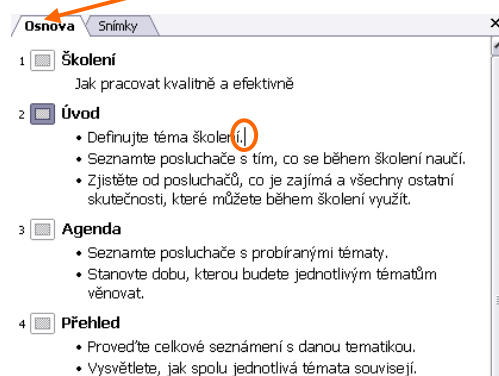 Osnova Snímky
1 Školení
Jak pracovat kvalitně a efektivně
2 Úvod
• Definujte téma školení.
• Seznamte posluchače s tím, co se během školení naučí.
• Zjistěte od posluchačů, co je zajímá a všechny ostatní
skutečnosti, které můžete během školení využít.
3 Agenda
• Seznamte posluchače s probíranými tématy.
• Stanovte dobu, kterou budete jednotlivým tématům
věnovat.
4 Přehled
• Proveďte celkové seznámení s danou tematikou.
• Vysvětlete, jak spolu jednotlivá témata souvisejí.